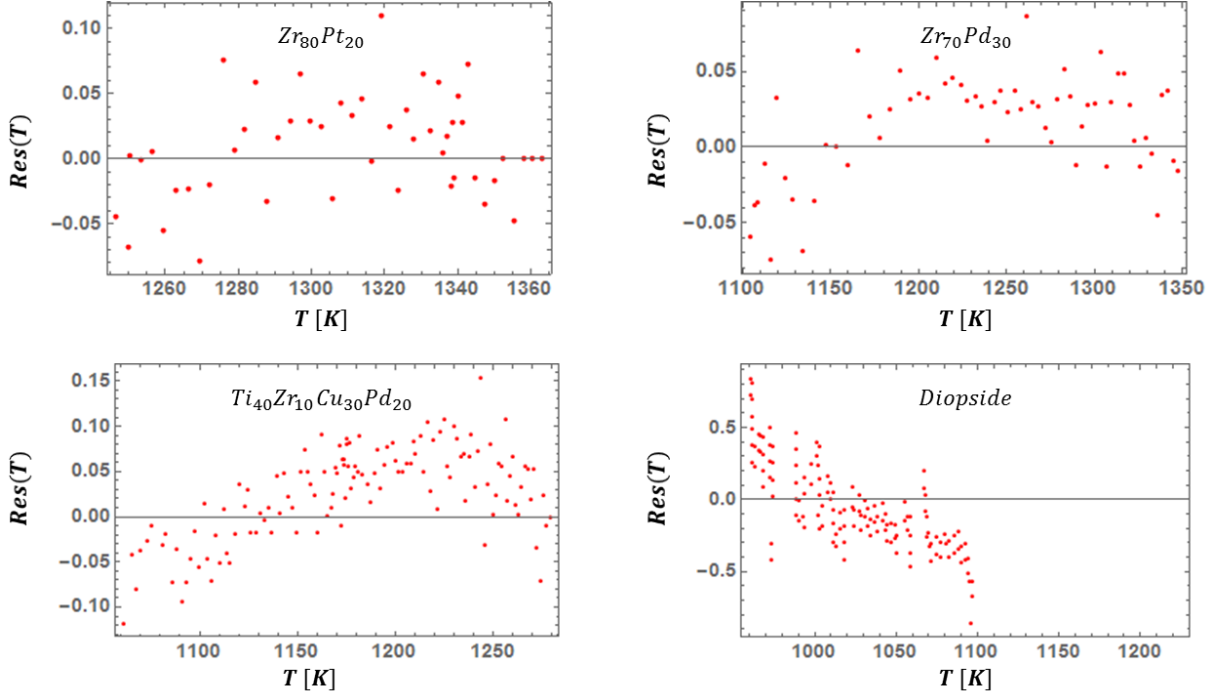 Zr₈₀Pt₂₀
Res(T)
0.10
0.05
0.00
−0.05
1260 1280 1300 1320 1340 1360
T [K]
Zr₇₀Pd₃₀
Res(T)
0.05
0.00
−0.05
1100 1150 1200 1250 1300 1350
T [K]
Ti₄₀Zr₁₀Cu₃₀Pd₂₀
Res(T)
0.15
0.10
0.05
0.00
−0.05
−0.10
1100 1150 1200 1250
T [K]
Diopside
Res(T)
0.5
0.0
−0.5
1000 1050 1100 1150 1200
T [K]